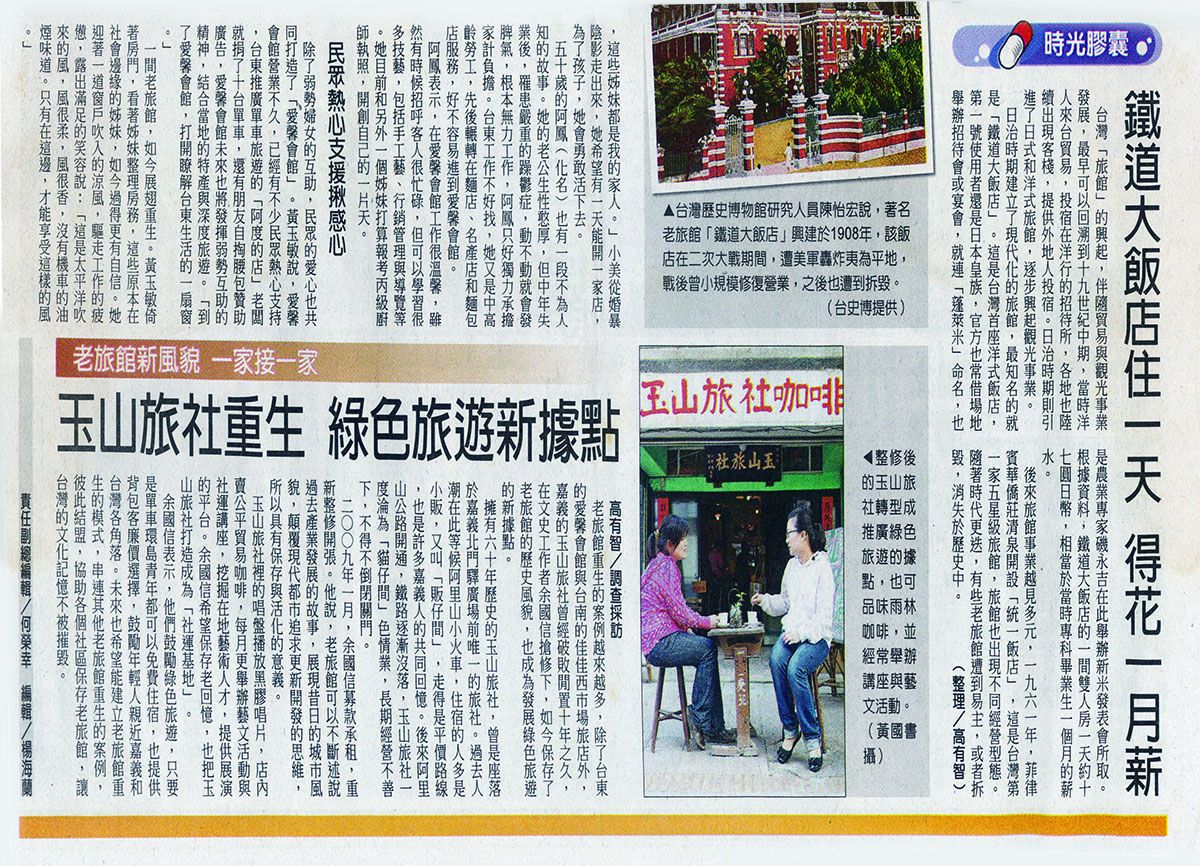 時光膠囊
鐵道大飯店住一天 得花一月薪
台灣「旅館」的興起,伴隨貿易與觀光事業
發展,最早可以回溯到十九世紀中期,當時洋
人來台貿易,投宿在洋行的招待所,各地也陸
續出現客棧,提供外地人投宿。日治時期則引
進了日式和洋式旅館,逐步興起觀光事業。
日治時期建立了現代化的旅館,最知名的就
是「鐵道大飯店」。這是台灣首座洋式飯店,
第一號使用者還是日本皇族,官方也常借場地
舉辦招待會或宴會,就連「蓬萊米」命名,也
是農業專家磯永吉在此舉辦新米發表會所取。
根據資料,鐵道大飯店的一間雙人房一天約十
七圓日幣,相當於當時專科畢業生一個月的薪
水。
後來旅館事業越見多元,一九六一年,菲律
賓華僑莊清泉開設「統一飯店」,這是台灣第
一家五星級旅館,旅館也出現不同經營型態。
隨著時代更迭,有些老旅館遭到易主,或者拆
毀,消失於歷史中。
(整理/高有智)
▲台灣歷史博物館研究人員陳怡宏說,著名
老旅館「鐵道大飯店」興建於1908年,該飯
店在二次大戰期間,遭美軍轟炸夷為平地,
戰後曾小規模修復營業,之後也遭到拆毀。
(台史博提供)
,這些姊妹都是我的家人。」小美從婚暴
陰影走出來,她希望有一天能開一家店,
為了孩子,她會勇敢活下去。
五十歲的阿鳳(化名)也有一段不為人
知的故事。她的老公生性憨厚,但中年失
業後,罹患嚴重的躁鬱症,時時不動就發
脾氣,根本無力工作,阿鳳只好獨力承擔
家計負擔。台東工作不好找,她又是中高
齡勞工,先後輾轉在麵店、名產店和麵包
店服務,好不容易進到愛馨會館。
阿鳳表示,在愛馨會館工作很溫馨,雖
然有時候招呼客人很忙碌,但可以學習很
多技藝,包括手工藝、行銷管理與導覽等
。她目前和另外一個姊妹打算報考丙級廚
師執照,開創自己的一片天。
民眾熱心支援揪感心
除了弱勢婦女的互助,民眾的愛心也共
同打造了「愛馨會館」。黃玉敏說,愛馨
會館營業不久,已經有不少民眾熱心支持
,台東推廣單車旅遊的「阿度的店」老闆
就捐了十台單車,還有朋友自掏腰包贊助
廣告,愛馨會館未來也將發揮弱勢互助的
精神,結合當地的特產與深度旅遊。「到
了愛馨會館,打開瞭解台東生活的一扇窗
。」
一間老旅館,如今展翅重生。黃玉敏倚
著房門,看著姊妹整理房務,這些原本在
社會邊緣的姊妹,如今過得更有自信。她
迎著一道窗戶吹入的涼風,驅走工作的疲
憊,露出滿足的笑容說:「這是太平洋吹
來的風,風很柔,風很香,沒有機車的油
煙味道。只有在這邊,才能享受這樣的風
。」
老旅館新風貌 一家接一家
玉山旅社重生 綠色旅遊新據點
高有智/調查採訪
老旅館重生的案例越來越多,除了台東
的愛馨會館與台南的佳佳西市場旅店外,
嘉義的玉山旅社曾經破敗閒置十年之久,
在文史工作者余國信搶修下,如今保存了
老旅館的歷史風貌,也成為發展綠色旅遊
的新據點。
擁有六十年歷史的玉山旅社,曾是座落
於嘉義北門驛廣場前唯一的旅社。過去人
潮在此等候阿里山小火車,住宿的人多是
小販,又叫「販仔間」,走得是平價路線
,也是許多嘉義人的共同回憶。後來阿里
山公路開通,鐵路逐漸沒落,玉山旅社一
度淪為「貓仔間」色情業,長期經營不善
下,不得不倒閉關門。
二〇〇九年一月,余國信募款承租,重
新整修開張。他說,老旅館可以不斷述說
過去產業發展的故事,展現昔日的城市風
貌,顛覆現代都市追求更新開發的思維,
所以具有保存與活化的意義。
玉山旅社裡的唱盤播放黑膠唱片,店內
賣公平貿易咖啡,每月更舉辦藝文活動與
社運講座,挖掘在地藝術人才,提供展演
的平台。余國信希望保存老回憶,也把玉
山旅社打造成為「社運基地」。
余國信表示,他們鼓勵綠色旅遊,只要
是單車環島青年都可以免費住宿,也提供
背包客廉價選擇,鼓勵年輕人親近嘉義和
台灣各角落。未來也希望能建立老旅館重
生的模式,串連其他老旅館重生的案例,
彼此結盟,協助各個社區保存老旅館,讓
台灣的文化記憶不被摧毀。
玉山旅社咖啡
玉山旅社
◀整修後
的玉山旅
社轉型成
推廣綠色
旅遊的據
點,也可
品味雨林
咖啡,並
經常舉辦
講座與藝
文活動。
(黃國書
攝)
責任副總編輯/何榮幸 編輯/楊海蘭